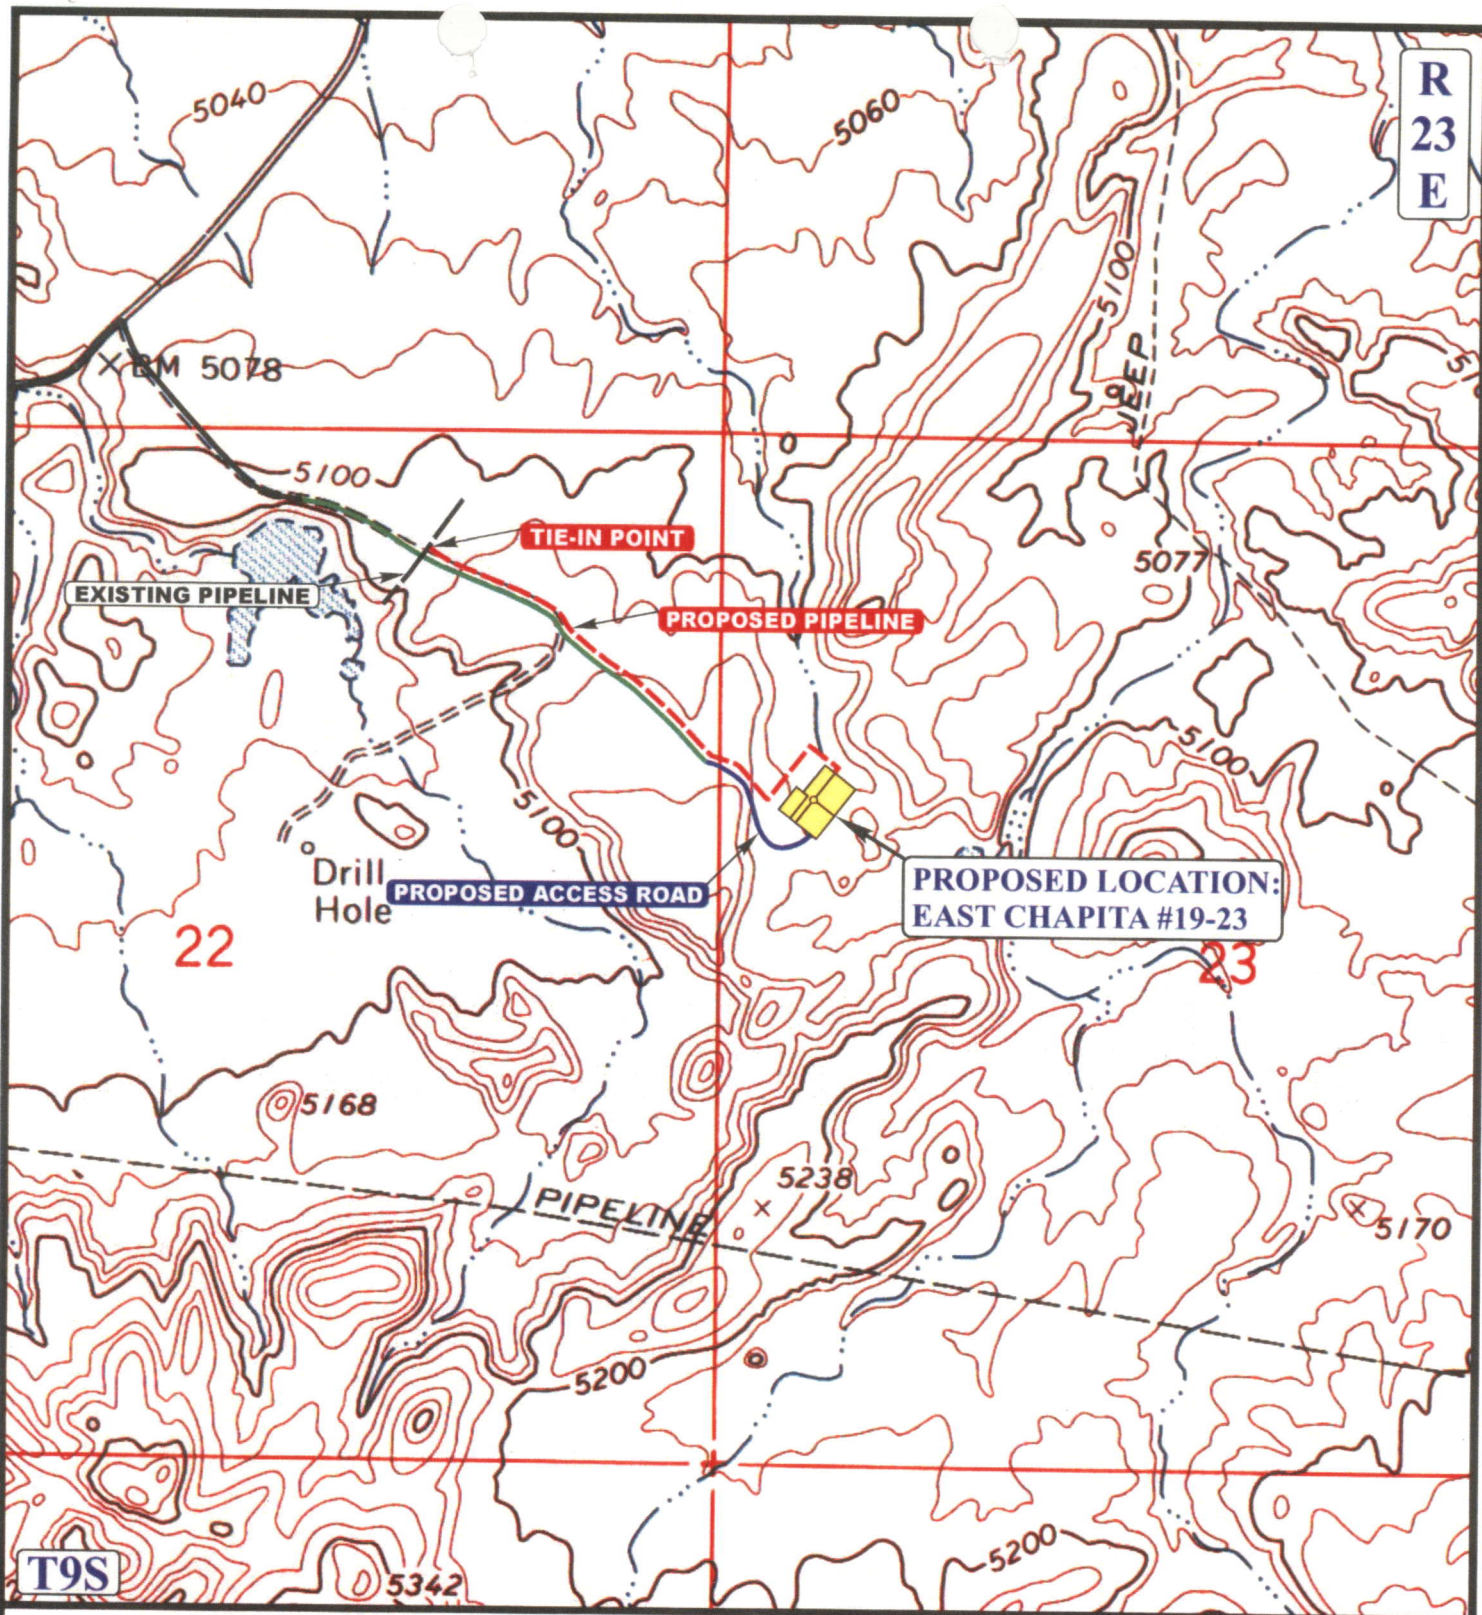 R
23
E
5040
5060
5100
JEEP
BM 5078
5100
TIE-IN POINT
5077
EXISTING PIPELINE
PROPOSED PIPELINE
5100
5100
Drill
Hole
PROPOSED ACCESS ROAD
PROPOSED LOCATION:
EAST CHAPITA #19-23
22
23
5168
5238
PIPELINE
5170
5200
5200
T9S
5342